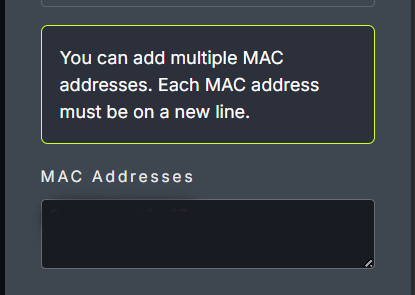 You can add multiple MAC
addresses. Each MAC address
must be on a new line.
MAC Addresses